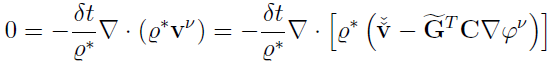 $$0 = -\frac{\delta t}{\varrho^*}\nabla \cdot (\varrho^* \mathbf{v}^\nu) = -\frac{\delta t}{\varrho^*}\nabla \cdot \left[ \varrho^* \left( \check{\check{\mathbf{v}}} - \widetilde{\mathbf{G}}^T \mathbf{C} \nabla \varphi^\nu \right) \right]$$